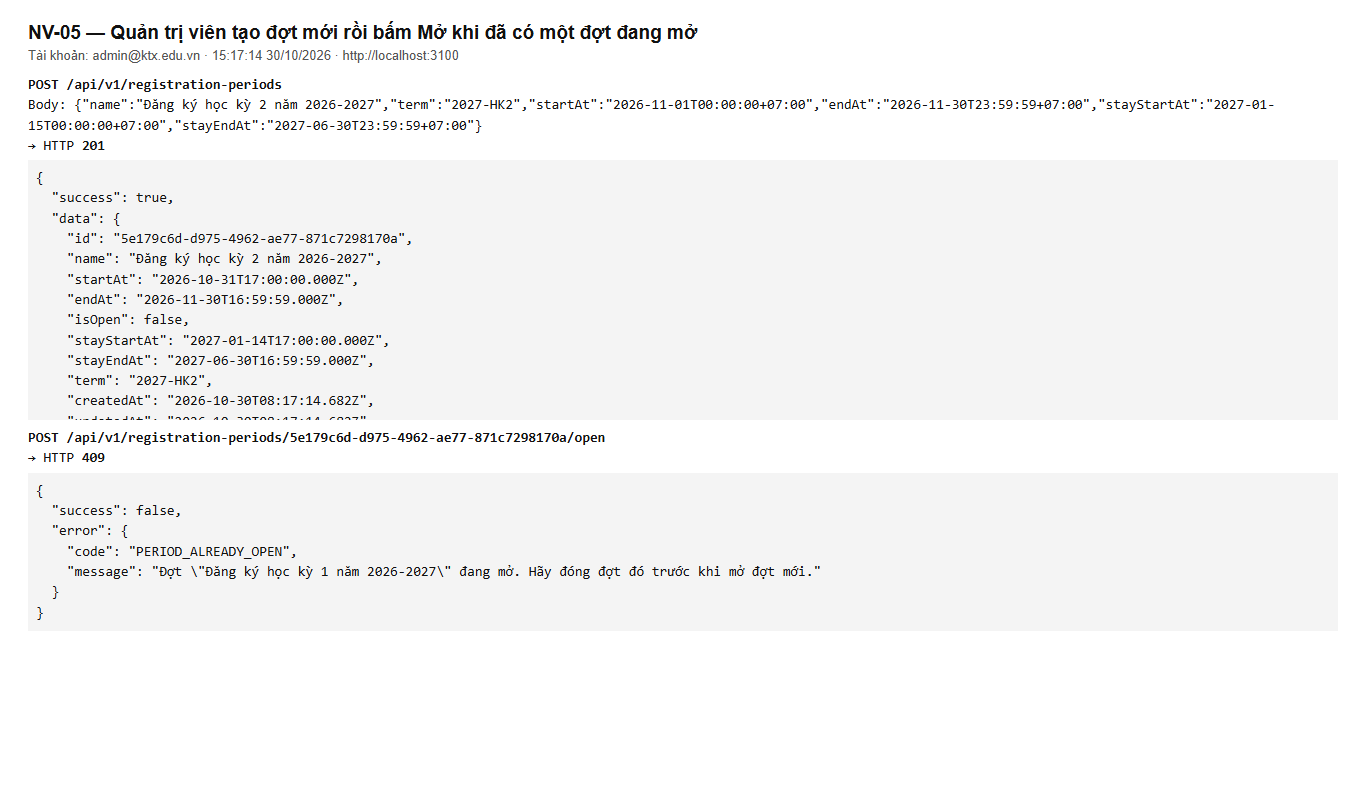 NV-05 — Quản trị viên tạo đợt mới rồi bấm Mở khi đã có một đợt đang mở
Tài khoản: admin@ktx.edu.vn · 15:17:14 30/10/2026 · http://localhost:3100
POST /api/v1/registration-periods
Body: {"name":"Đăng ký học kỳ 2 năm 2026-2027","term":"2027-HK2","startAt":"2026-11-01T00:00:00+07:00","endAt":"2026-11-30T23:59:59+07:00","stayStartAt":"2027-01-
15T00:00:00+07:00","stayEndAt":"2027-06-30T23:59:59+07:00"}
→ HTTP 201
{
"success": true,
"data": {
"id": "5e179c6d-d975-4962-ae77-871c7298170a",
"name": "Đăng ký học kỳ 2 năm 2026-2027",
"startAt": "2026-10-31T17:00:00.000Z",
"endAt": "2026-11-30T16:59:59.000Z",
"isOpen": false,
"stayStartAt": "2027-01-14T17:00:00.000Z",
"stayEndAt": "2027-06-30T16:59:59.000Z",
"term": "2027-HK2",
"createdAt": "2026-10-30T08:17:14.682Z",
"updatedAt": "2026-10-30T08:17:14.682Z"
POST /api/v1/registration-periods/5e179c6d-d975-4962-ae77-871c7298170a/open
→ HTTP 409
{
"success": false,
"error": {
"code": "PERIOD_ALREADY_OPEN",
"message": "Đợt \"Đăng ký học kỳ 1 năm 2026-2027\" đang mở. Hãy đóng đợt đó trước khi mở đợt mới."
}
}